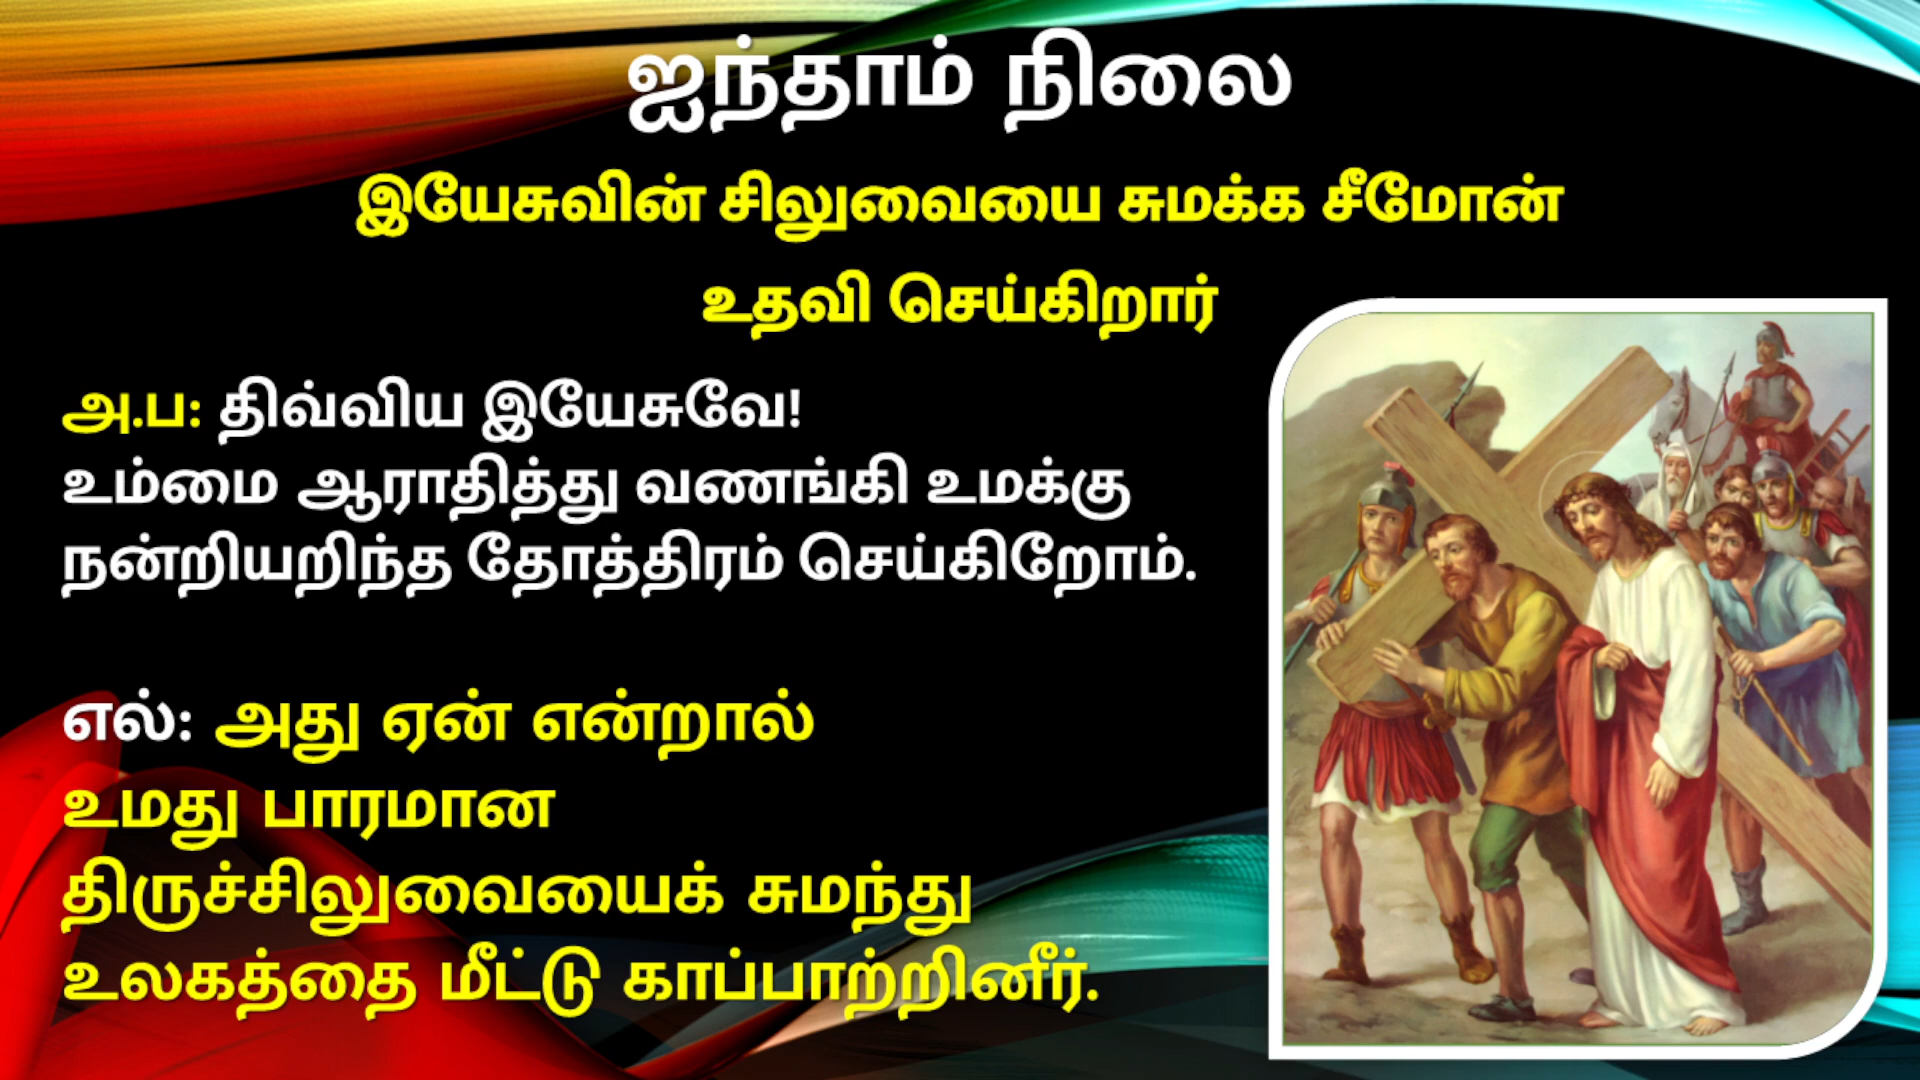 ஐந்தாம் நிலை
இயேசுவின் சிலுவையை சுமக்க சீமோன்
உதவி செய்கிறார்
அ.ப: திவ்விய இயேசுவே!
உம்மை ஆராதித்து வணங்கி உமக்கு
நன்றியறிந்த தோத்திரம் செய்கிறோம்.
எல்: அது ஏன் என்றால்
உமது பாரமான
திருச்சிலுவையைக் சுமந்து
உலகத்தை மீட்டு காப்பாற்றினீர்.